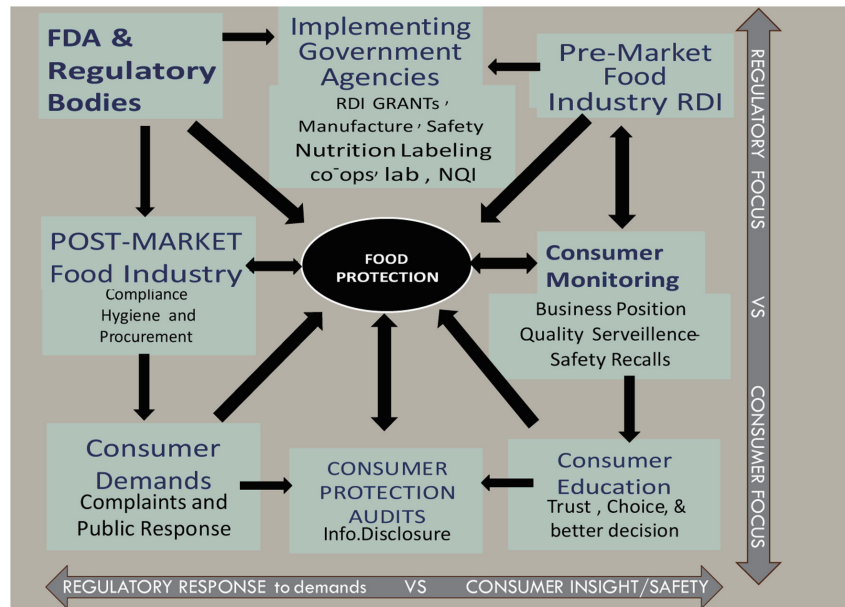 FDA &
Regulatory
Bodies
Implementing
Government
Agencies
RDI GRANTs ,
Manufacture , Safety
Nutrition Labeling
co-ops, lab , NQI
Pre-Market
Food
Industry RDI
POST-MARKET
Food Industry
Compliance
Hygiene and
Procurement
FOOD
PROTECTION
Consumer
Monitoring
Business Position
Quality Serveillence-
Safety Recalls
Consumer
Demands
Complaints and
Public Response
CONSUMER
PROTECTION
AUDITS
Info.Disclosure
Consumer
Education
Trust , Choice, &
better decision
REGULATORY FOCUS VS CONSUMER FOCUS
REGULATORY RESPONSE to demands VS CONSUMER INSIGHT/SAFETY